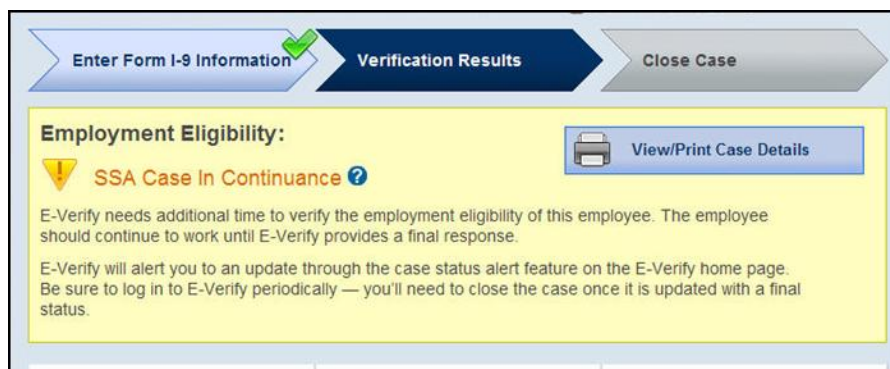 Enter Form I-9 Information
Verification Results
Close Case
Employment Eligibility:
View/Print Case Details
SSA Case In Continuance ?
E-Verify needs additional time to verify the employment eligibility of this employee. The employee
should continue to work until E-Verify provides a final response.
E-Verify will alert you to an update through the case status alert feature on the E-Verify home page.
Be sure to log in to E-Verify periodically — you'll need to close the case once it is updated with a final
status.